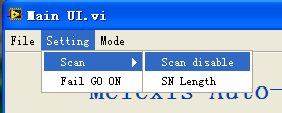 Main UI.vi
File Setting Mode
Scan Scan disable
Fail GO ON SN Length
Melexis Auto